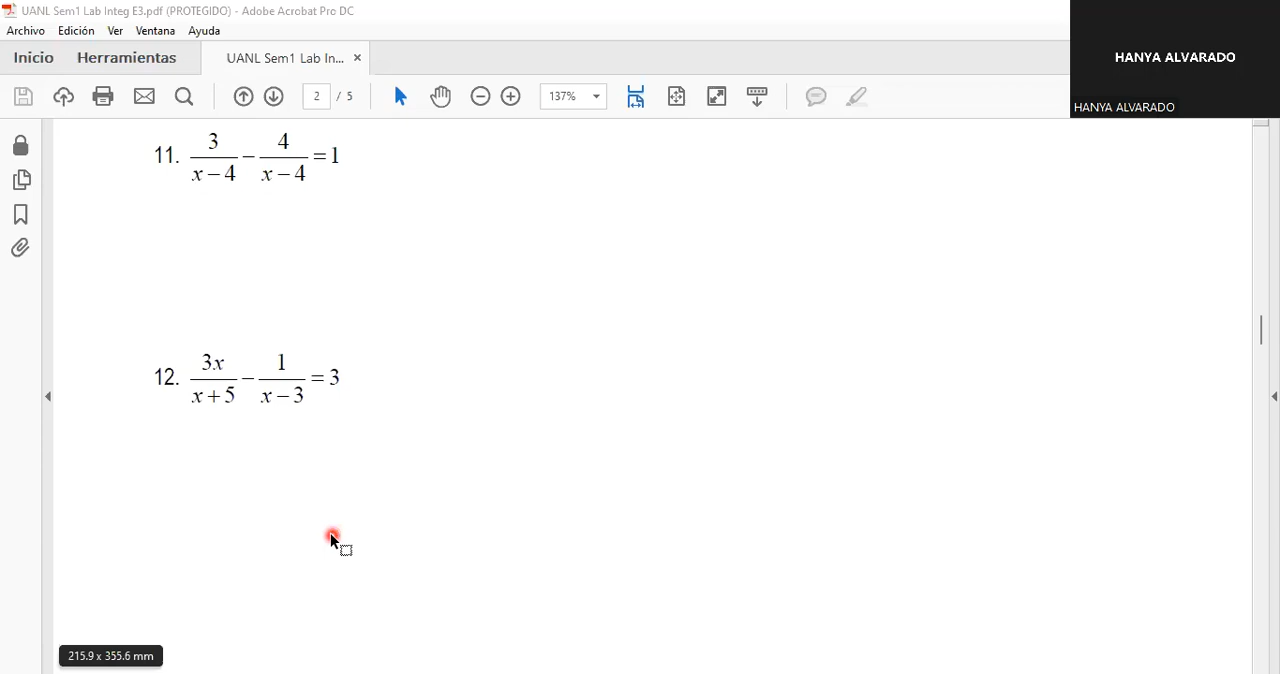 UANL Sem1 Lab Integ E3.pdf (PROTEGIDO) - Adobe Acrobat Pro DC
Archivo Edición Ver Ventana Ayuda
Inicio Herramientas UANL Sem1 Lab In... ×
2 / 5 137%
HANYA ALVARADO
HANYA ALVARADO
11. 3/(x − 4) − 4/(x − 4) = 1
12. 3x/(x + 5) − 1/(x − 3) = 3
215.9 x 355.6 mm